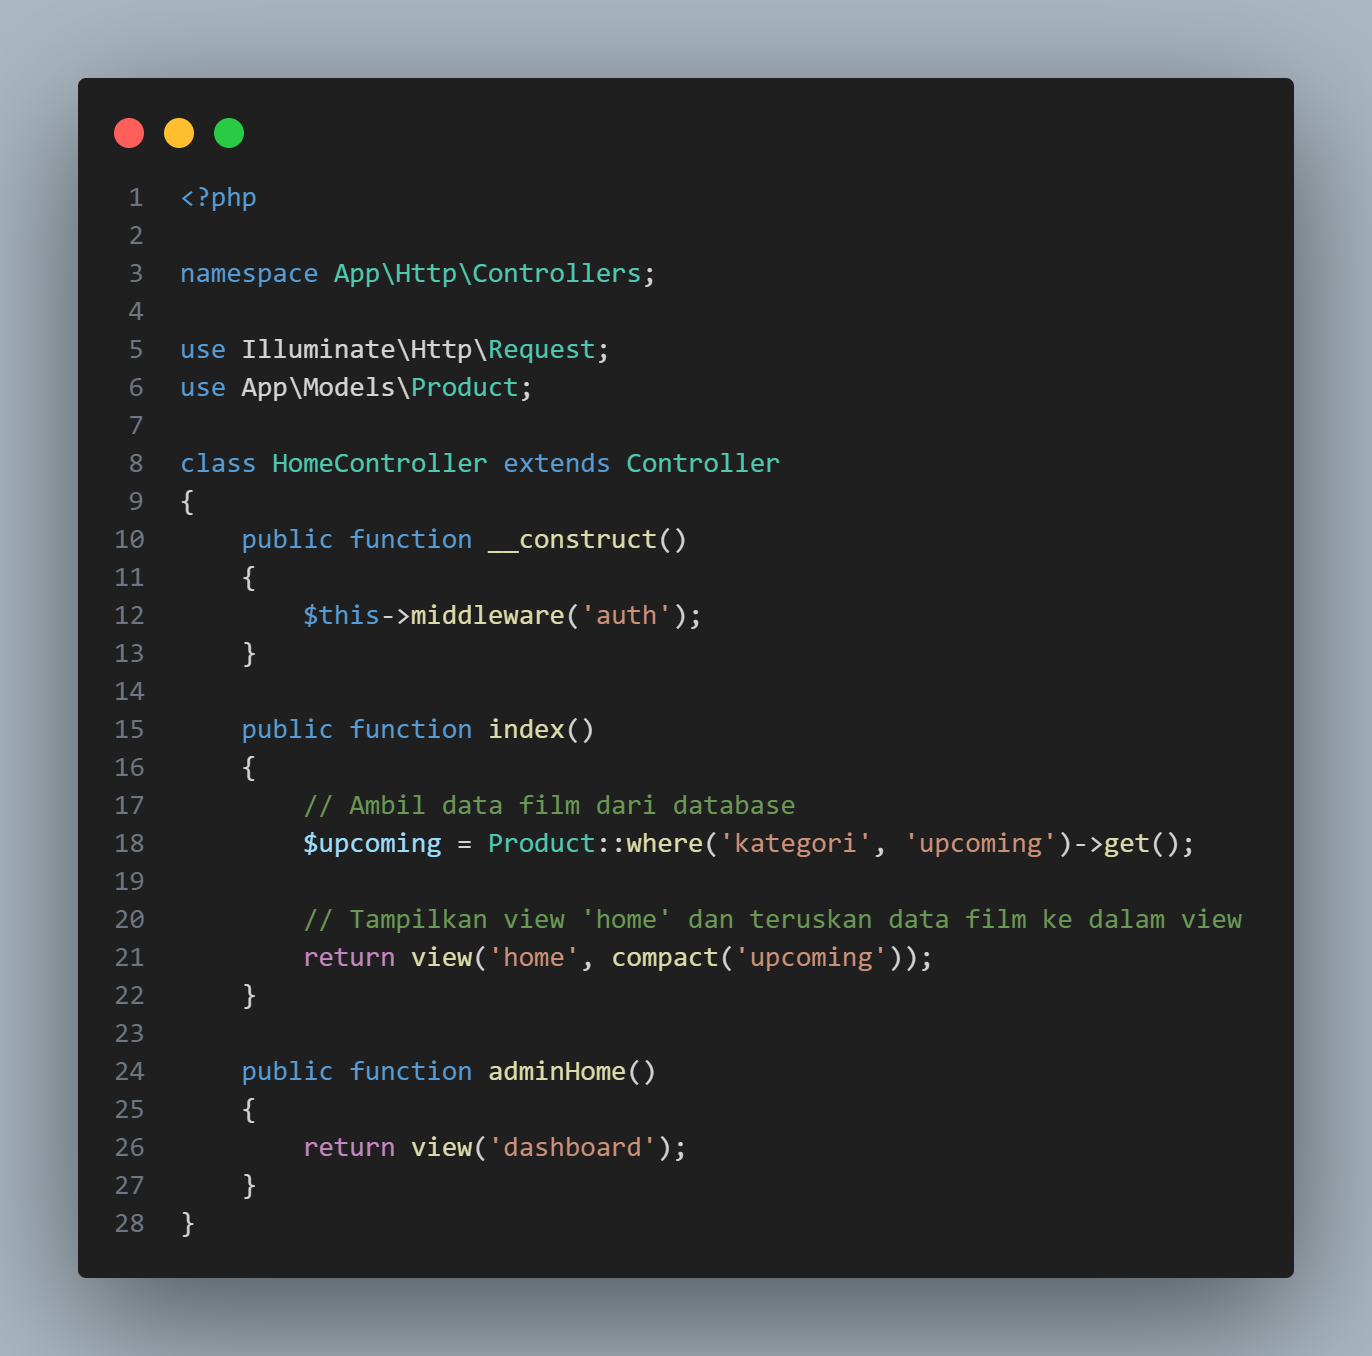 1 <?php
2
3 namespace App\Http\Controllers;
4
5 use Illuminate\Http\Request;
6 use App\Models\Product;
7
8 class HomeController extends Controller
9 {
10     public function __construct()
11     {
12         $this->middleware('auth');
13     }
14
15     public function index()
16     {
17         // Ambil data film dari database
18         $upcoming = Product::where('kategori', 'upcoming')->get();
19
20         // Tampilkan view 'home' dan teruskan data film ke dalam view
21         return view('home', compact('upcoming'));
22     }
23
24     public function adminHome()
25     {
26         return view('dashboard');
27     }
28 }